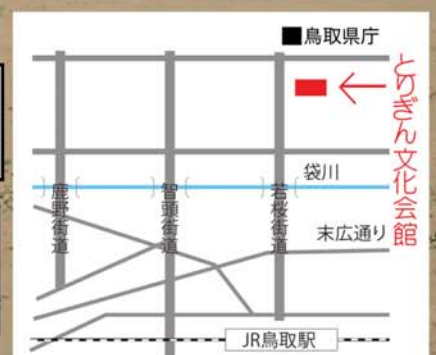 ■鳥取県庁
とりぎん文化会館
袋川
鹿野街道
智頭街道
若桜街道
末広通り
JR鳥取駅